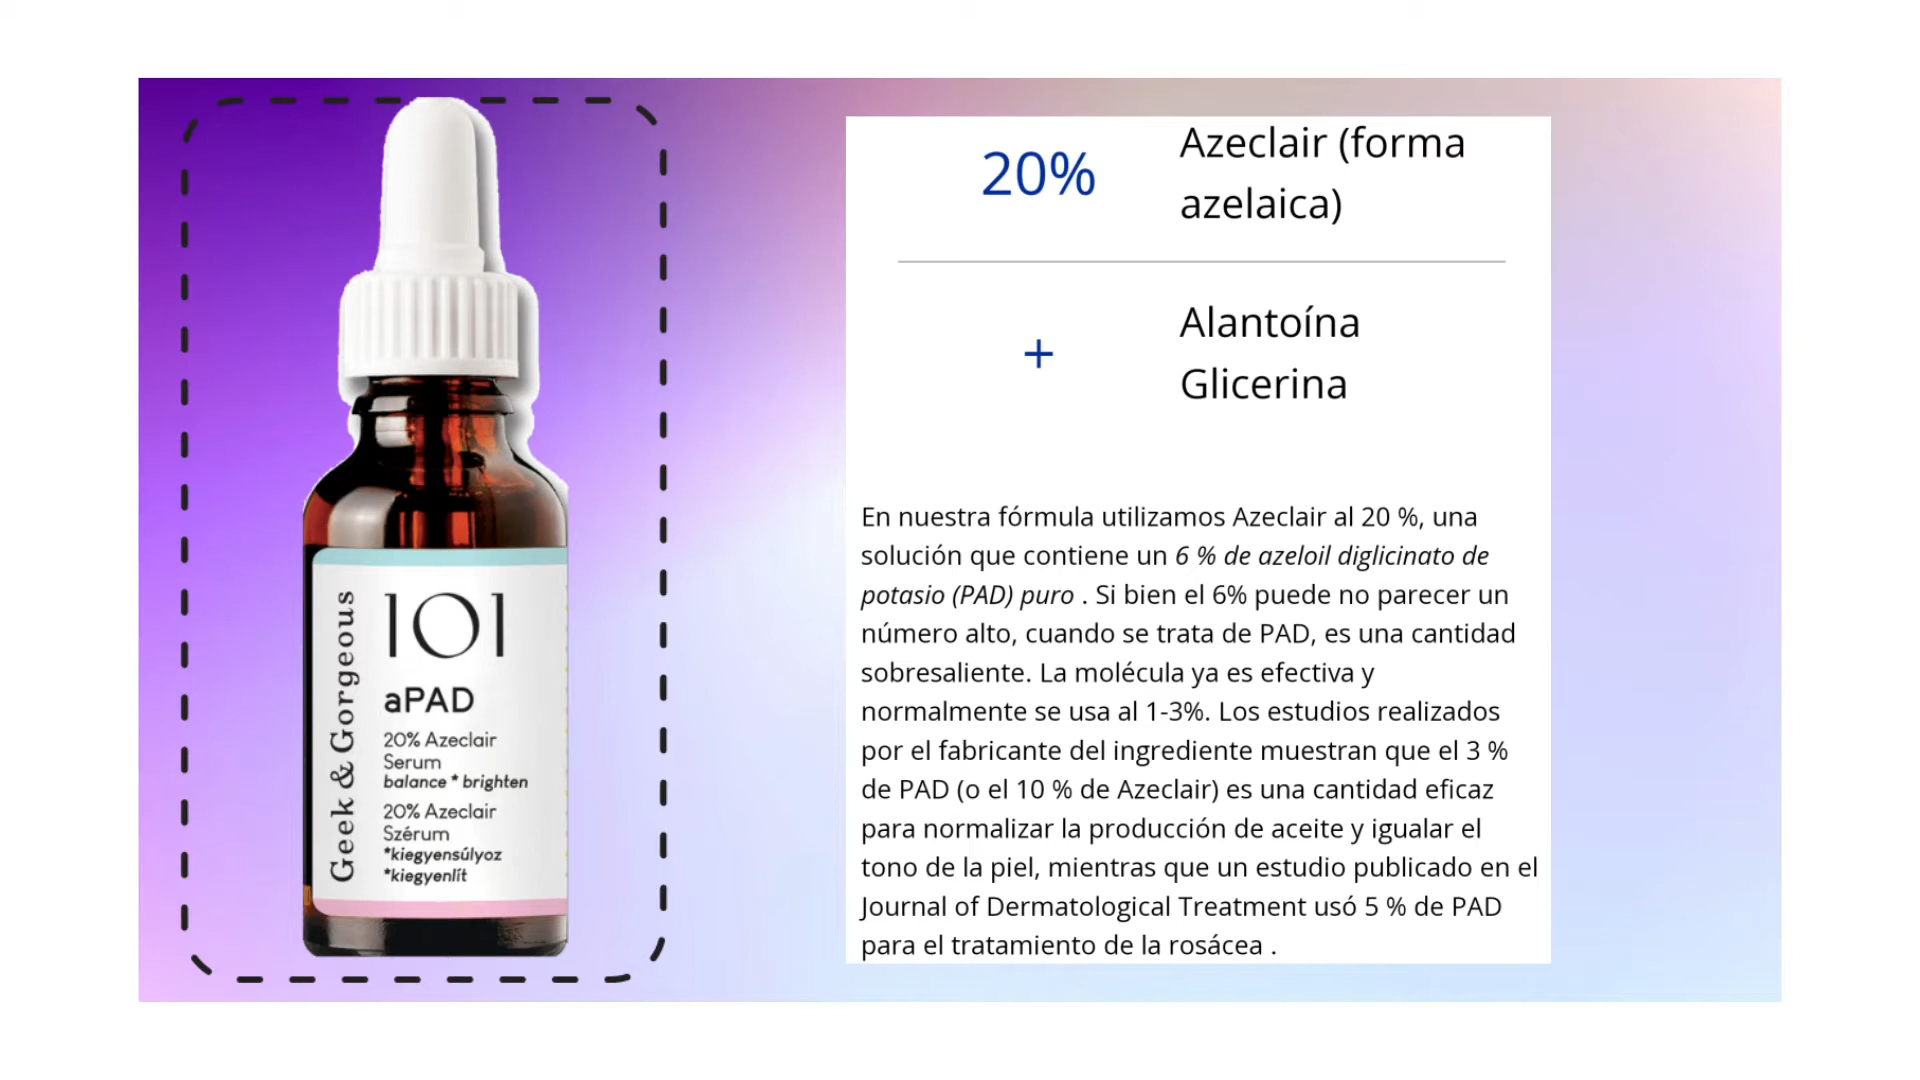 Geek & Gorgeous
101
aPAD
20% Azeclair
Serum
balance * brighten
20% Azeclair
Szérum
*kiegyensúlyoz
*kiegyenlít
20%
Azeclair (forma
azelaica)
+
Alantoína
Glicerina
En nuestra fórmula utilizamos Azeclair al 20 %, una
solución que contiene un 6 % de azeloil diglicinato de
potasio (PAD) puro . Si bien el 6% puede no parecer un
número alto, cuando se trata de PAD, es una cantidad
sobresaliente. La molécula ya es efectiva y
normalmente se usa al 1-3%. Los estudios realizados
por el fabricante del ingrediente muestran que el 3 %
de PAD (o el 10 % de Azeclair) es una cantidad eficaz
para normalizar la producción de aceite y igualar el
tono de la piel, mientras que un estudio publicado en el
Journal of Dermatological Treatment usó 5 % de PAD
para el tratamiento de la rosácea .